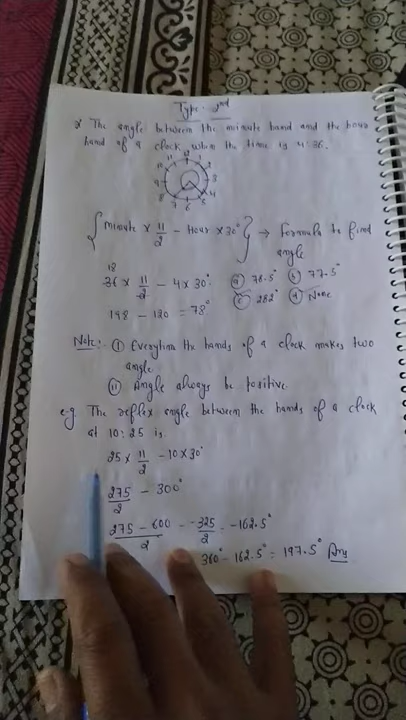 Type. 2nd
The angle between the minute hand and the hour
hand of a clock when the time is 4:36.
12 1 2 3 4 5 6 7 8 9 10 11
{ Minute × 11/2 - Hour × 30° } → Formula to find
angle
18
36 × 11/2 - 4 × 30° (a) 78.5° (b) 77.5°
(c) 282° (d) None
198 - 120 = 78°
Note:- (i) Everytime the hands of a clock makes two
angle.
(ii) Angle always be positive.
e.g The reflex angle between the hands of a clock
at 10:25 is.
25 × 11/2 - 10 × 30°
275/2 - 300°
275 - 600/2 = -325/2 = -162.5°
360° - 162.5° = 197.5° Ans